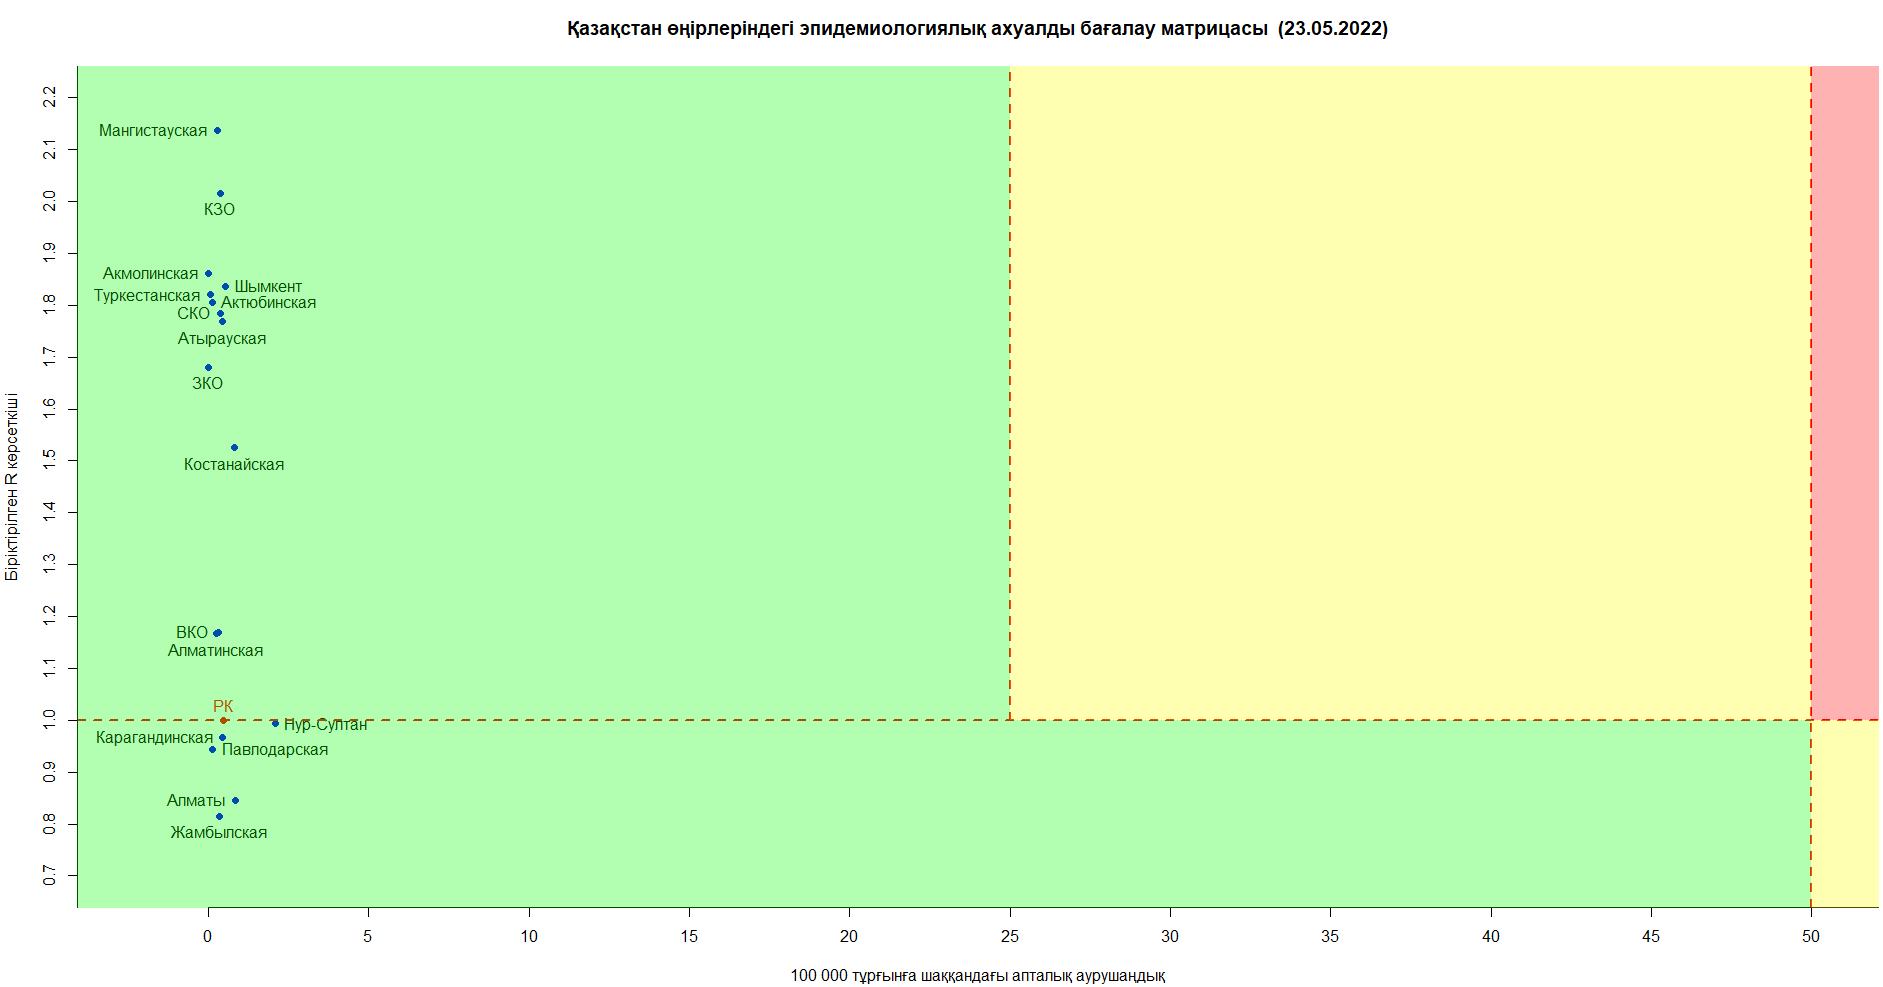 Қазақстан өңірлеріндегі эпидемиологиялық ахуалды бағалау матрицасы (23.05.2022)
Біріктірілген R көрсеткіші
2.2
2.1
2.0
1.9
1.8
1.7
1.6
1.5
1.4
1.3
1.2
1.1
1.0
0.9
0.8
0.7
Мангистауская
КЗО
Акмолинская
Шымкент
Туркестанская
Актюбинская
СКО
Атырауская
ЗКО
Костанайская
ВКО
Алматинская
РК
Нур-Султан
Карагандинская
Павлодарская
Алматы
Жамбылская
0 5 10 15 20 25 30 35 40 45 50
100 000 тұрғынға шаққандағы апталық аурушаңдық